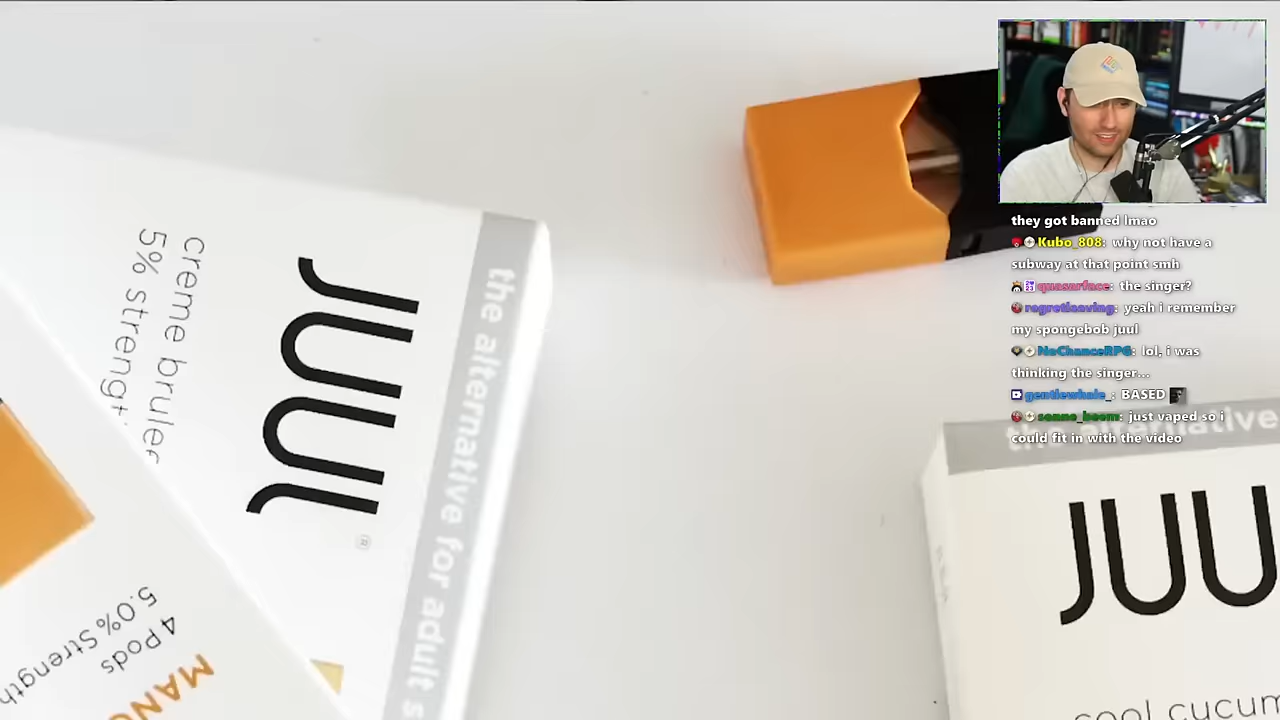 creme brulee
5% strengt
JUUL
®
the alternative for adult s
4 Pods
5.0% Strength
MANG
the alternative
JUU
cool cucum
they got banned lmao
Kubo_808: why not have a
subway at that point smh
quasarface: the singer?
regretleaving: yeah i remember
my spongebob juul
NoChanceRPG: lol, i was
thinking the singer...
gentlewhale_: BASED
sanne_boom: just vaped so i
could fit in with the video